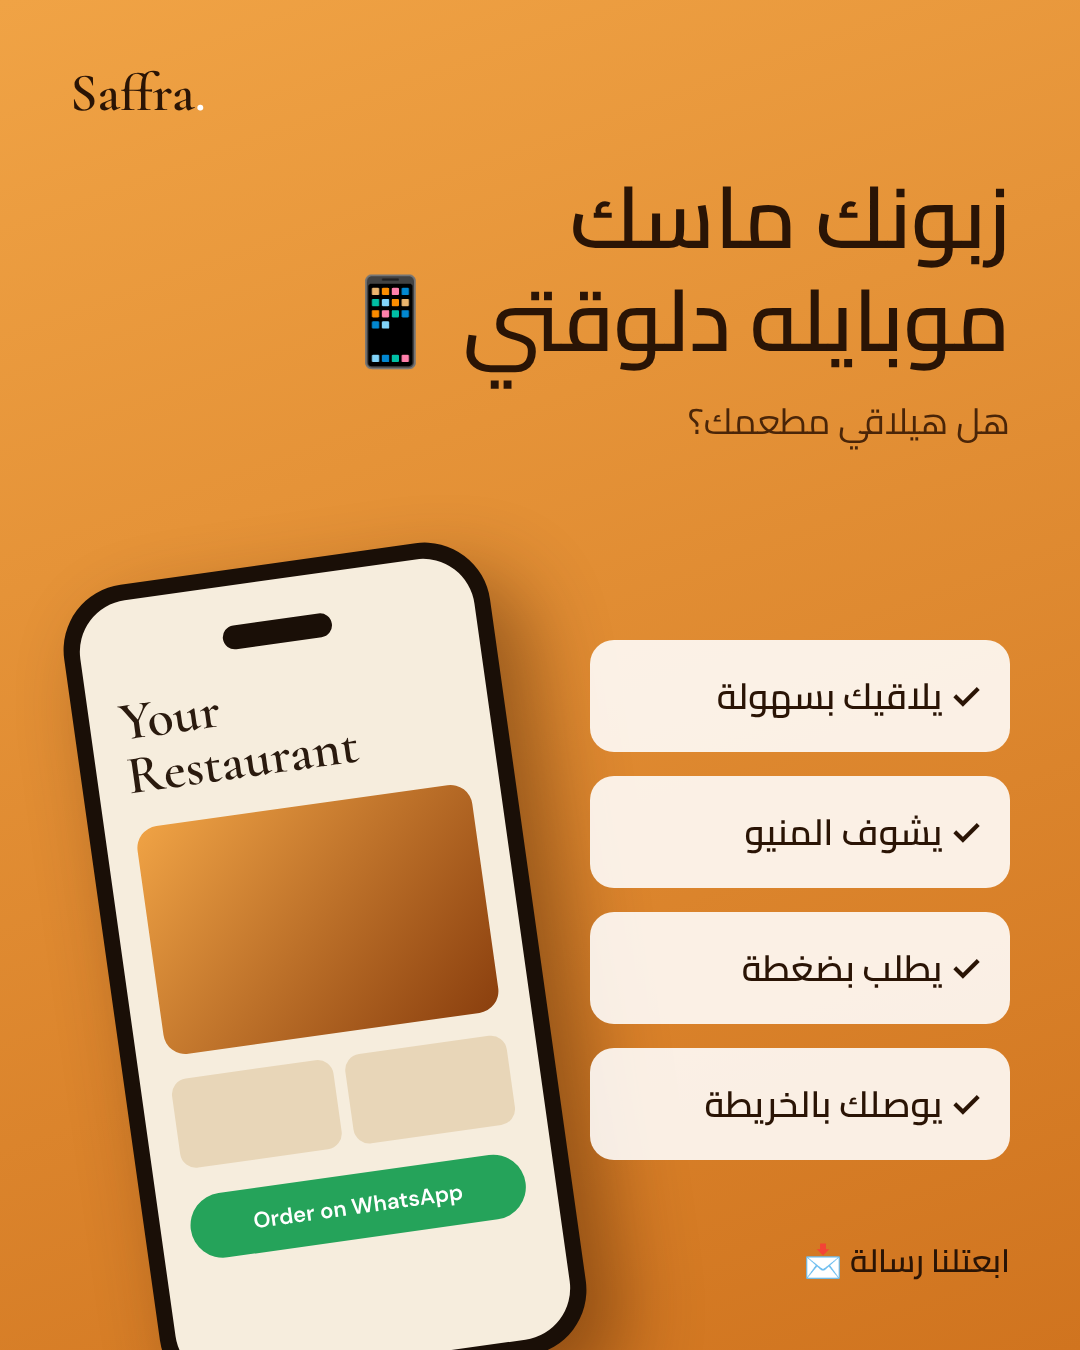 Saffra.
زبونك ماسك
موبايله دلوقتي 📱
هل هيلاقي مطعمك؟
Your
Restaurant
Order on WhatsApp
✓ يلاقيك بسهولة
✓ يشوف المنيو
✓ يطلب بضغطة
✓ يوصلك بالخريطة
ابعتلنا رسالة 📩